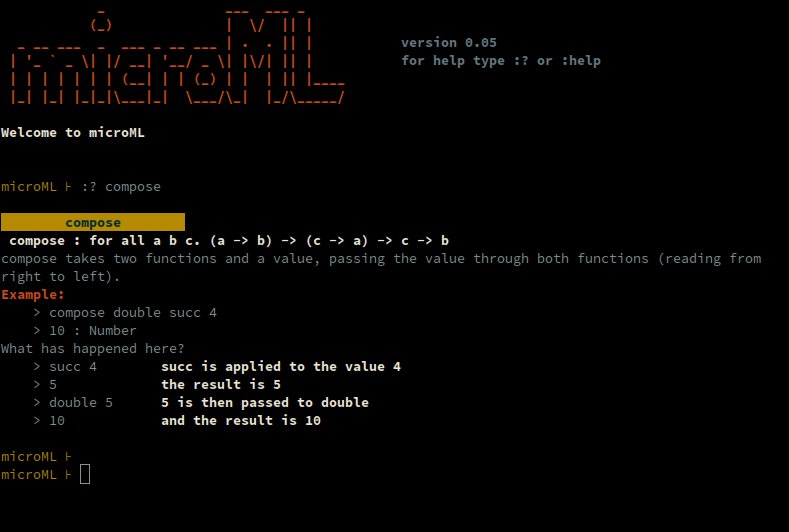 version 0.05
for help type :? or :help
Welcome to microML
microML ⊦ :? compose
compose
compose : for all a b c. (a -> b) -> (c -> a) -> c -> b
compose takes two functions and a value, passing the value through both functions (reading from
right to left).
Example:
> compose double succ 4
> 10 : Number
What has happened here?
> succ 4 succ is applied to the value 4
> 5 the result is 5
> double 5 5 is then passed to double
> 10 and the result is 10
microML ⊦
microML ⊦